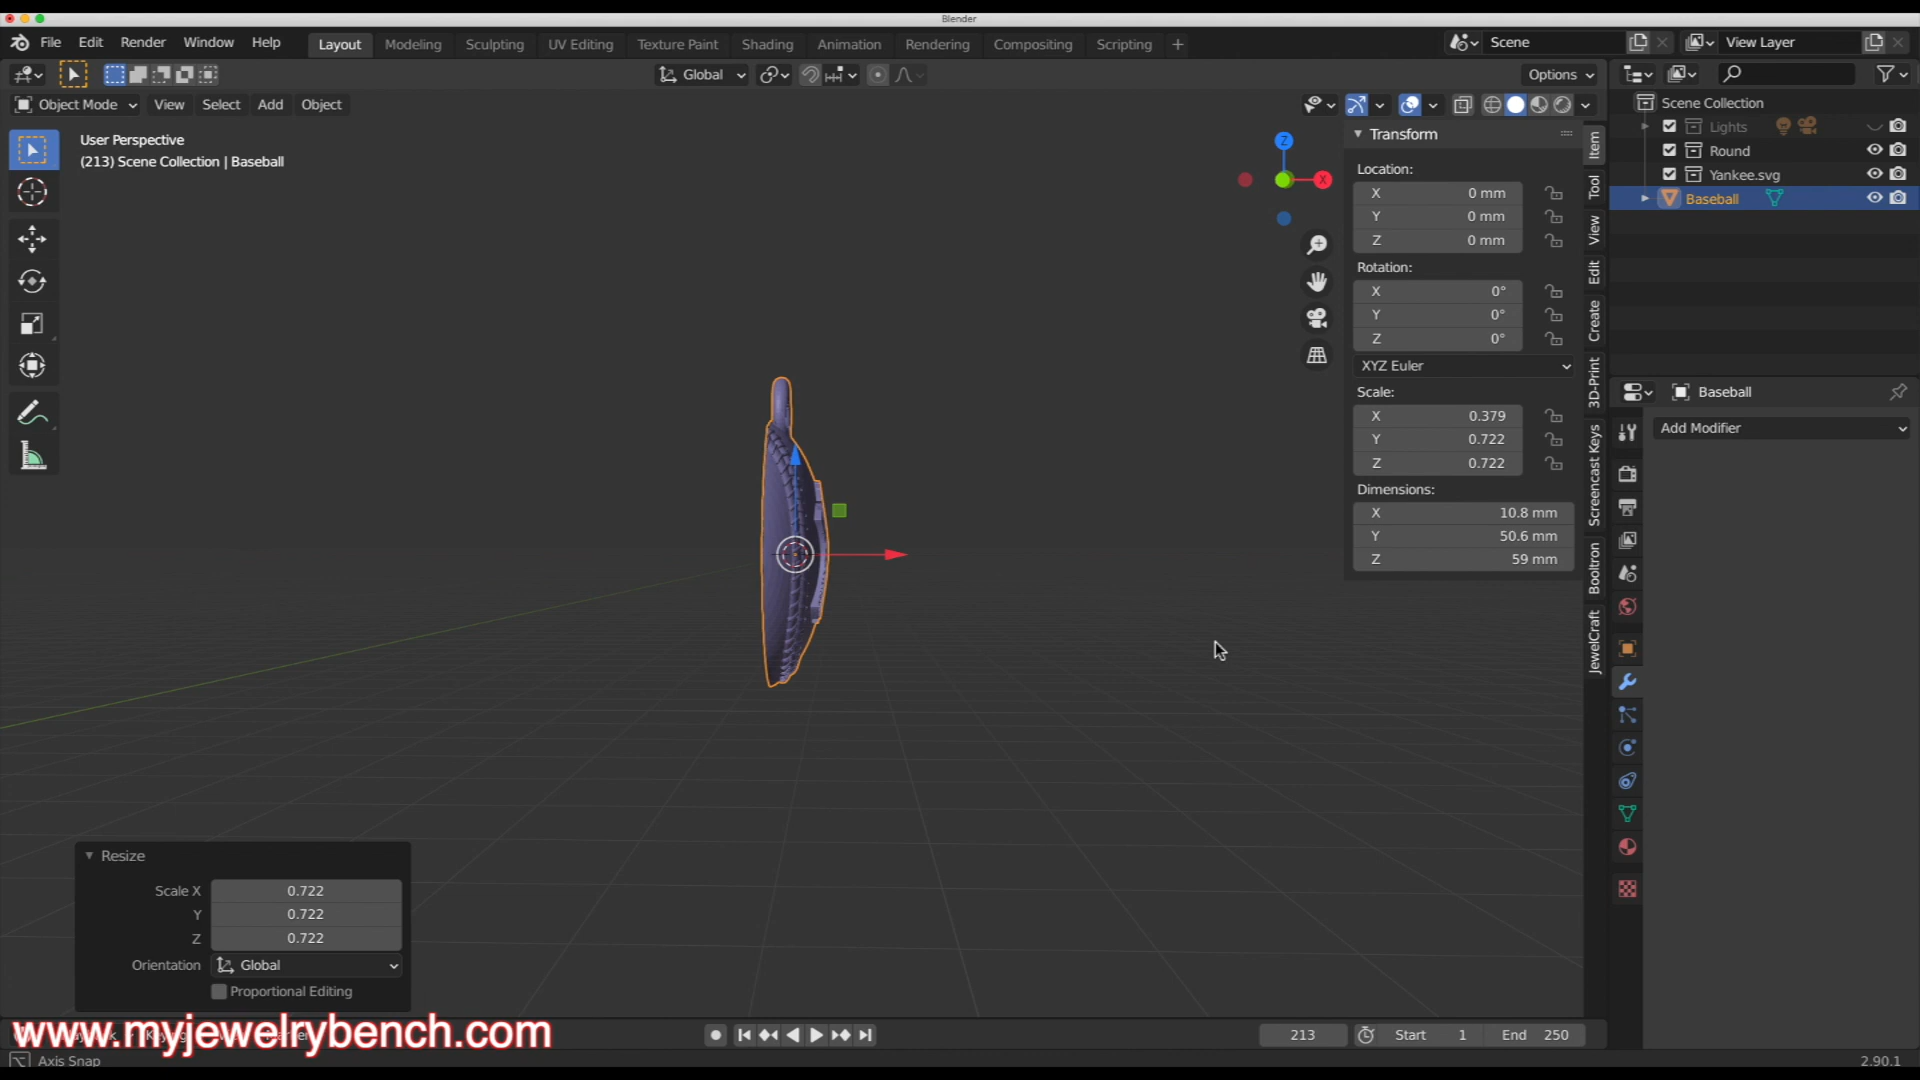 Blender
File Edit Render Window Help Layout Modeling Sculpting UV Editing Texture Paint Shading Animation Rendering Compositing Scripting + Scene View Layer
Global Options
Object Mode View Select Add Object
User Perspective
(213) Scene Collection | Baseball
Z
X
Transform
Location:
X 0 mm
Y 0 mm
Z 0 mm
Rotation:
X 0°
Y 0°
Z 0°
XYZ Euler
Scale:
X 0.379
Y 0.722
Z 0.722
Dimensions:
X 10.8 mm
Y 50.6 mm
Z 59 mm
Item
Tool
View
Edit
Create
3D-Print
Screencast Keys
Booltron
JewelCraft
Scene Collection
Lights
Round
Yankee.svg
Baseball
Baseball
Add Modifier
Resize
Scale X 0.722
Y 0.722
Z 0.722
Orientation Global
Proportional Editing
www.myjewelrybench.com
213 Start 1 End 250
Axis Snap
2.90.1